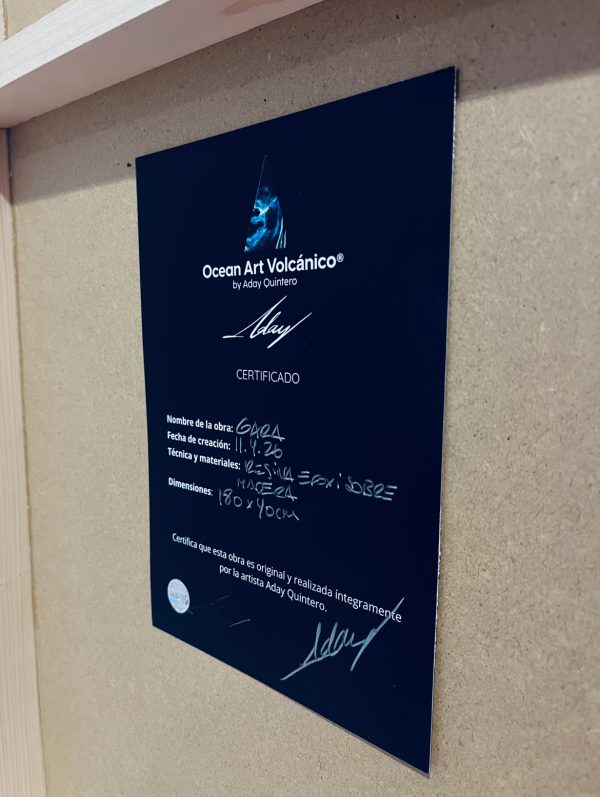 Ocean Art Volcánico®
by Aday Quintero
Aday
CERTIFICADO
Nombre de la obra: GARA
Fecha de creación: 11.4.26
Técnica y materiales: RESINA EPOXI SOBRE
MADERA
Dimensiones: 180 x 40 cm
Certifica que esta obra es original y realizada íntegramente
por la artista Aday Quintero.
Aday